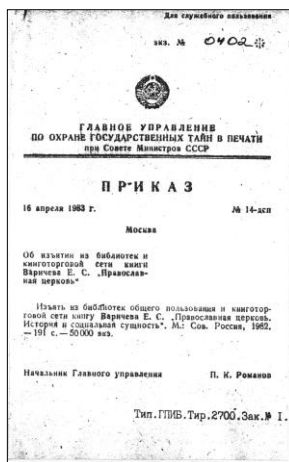 Для служебного пользования
экз. № 0402
ГЛАВНОЕ УПРАВЛЕНИЕ
ПО ОХРАНЕ ГОСУДАРСТВЕННЫХ ТАЙН В ПЕЧАТИ
при Совете Министров СССР
ПРИКАЗ
16 апреля 1983 г. № 14-дсп
Москва
Об изъятии из библиотек и
книготорговой сети книги
Варичева Е. С. „Православ-
ная церковь"
Изъять из библиотек общего пользования и книготор-
говой сети книгу Варичева Е. С. „Православная церковь.
История и социальная сущность". М.: Сов. Россия, 1982.
— 191 с. — 50 000 экз.
Начальник Главного управления П. К. Романов
Тип.ГПИБ.Тир.2700.Зак.№ I.